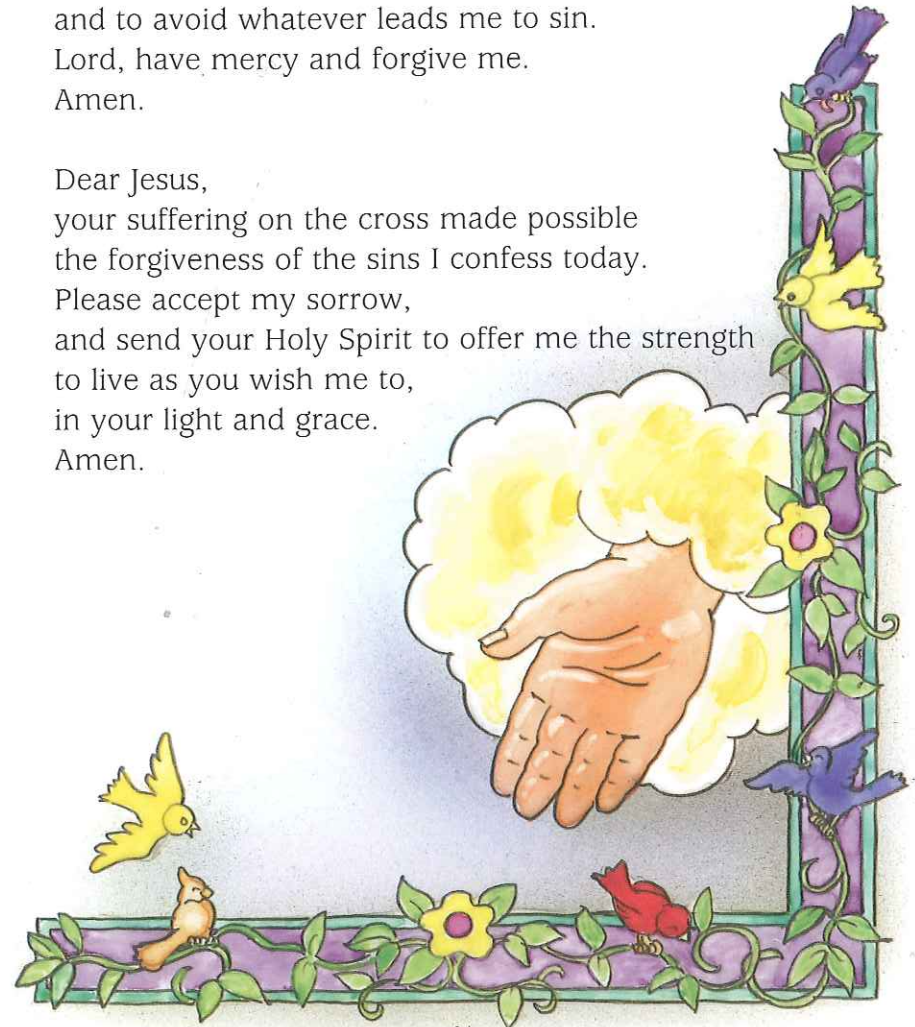 and to avoid whatever leads me to sin.
Lord, have mercy and forgive me.
Amen.
Dear Jesus,
your suffering on the cross made possible
the forgiveness of the sins I confess today.
Please accept my sorrow,
and send your Holy Spirit to offer me the strength
to live as you wish me to,
in your light and grace.
Amen.